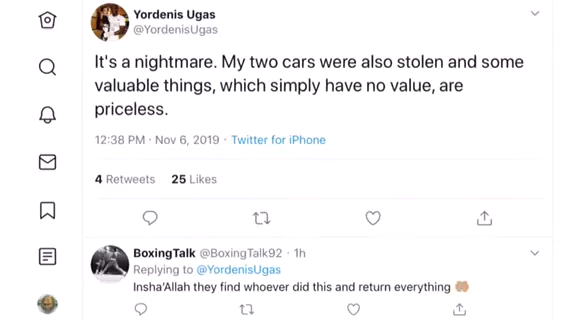 Yordenis Ugas
@YordenisUgas
It's a nightmare. My two cars were also stolen and some
valuable things, which simply have no value, are
priceless.
12:38 PM · Nov 6, 2019 · Twitter for iPhone
4 Retweets 25 Likes
BoxingTalk @BoxingTalk92 · 1h
Replying to @YordenisUgas
Insha'Allah they find whoever did this and return everything 🤲🏽